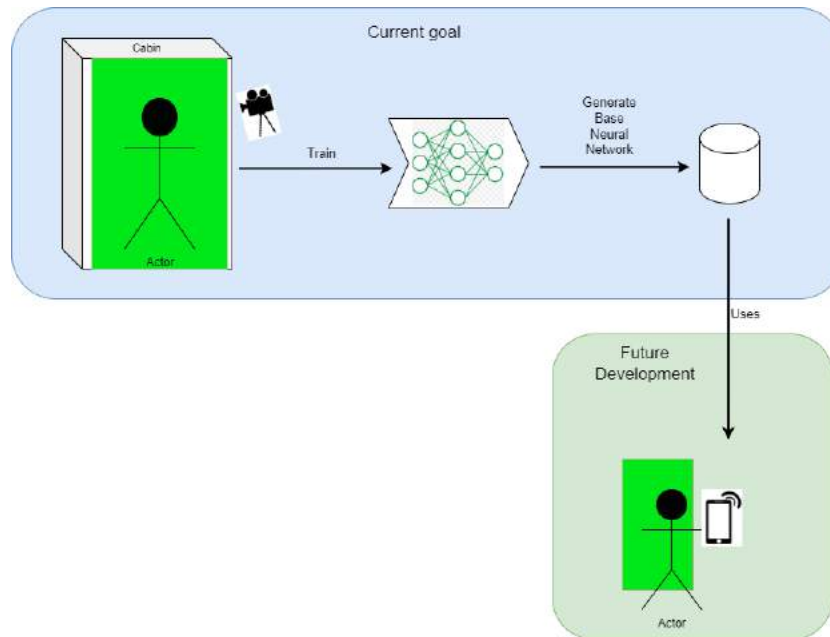 Current goal
Cabin
Actor
Train
Generate
Base
Neural
Network
Uses
Future
Development
Actor